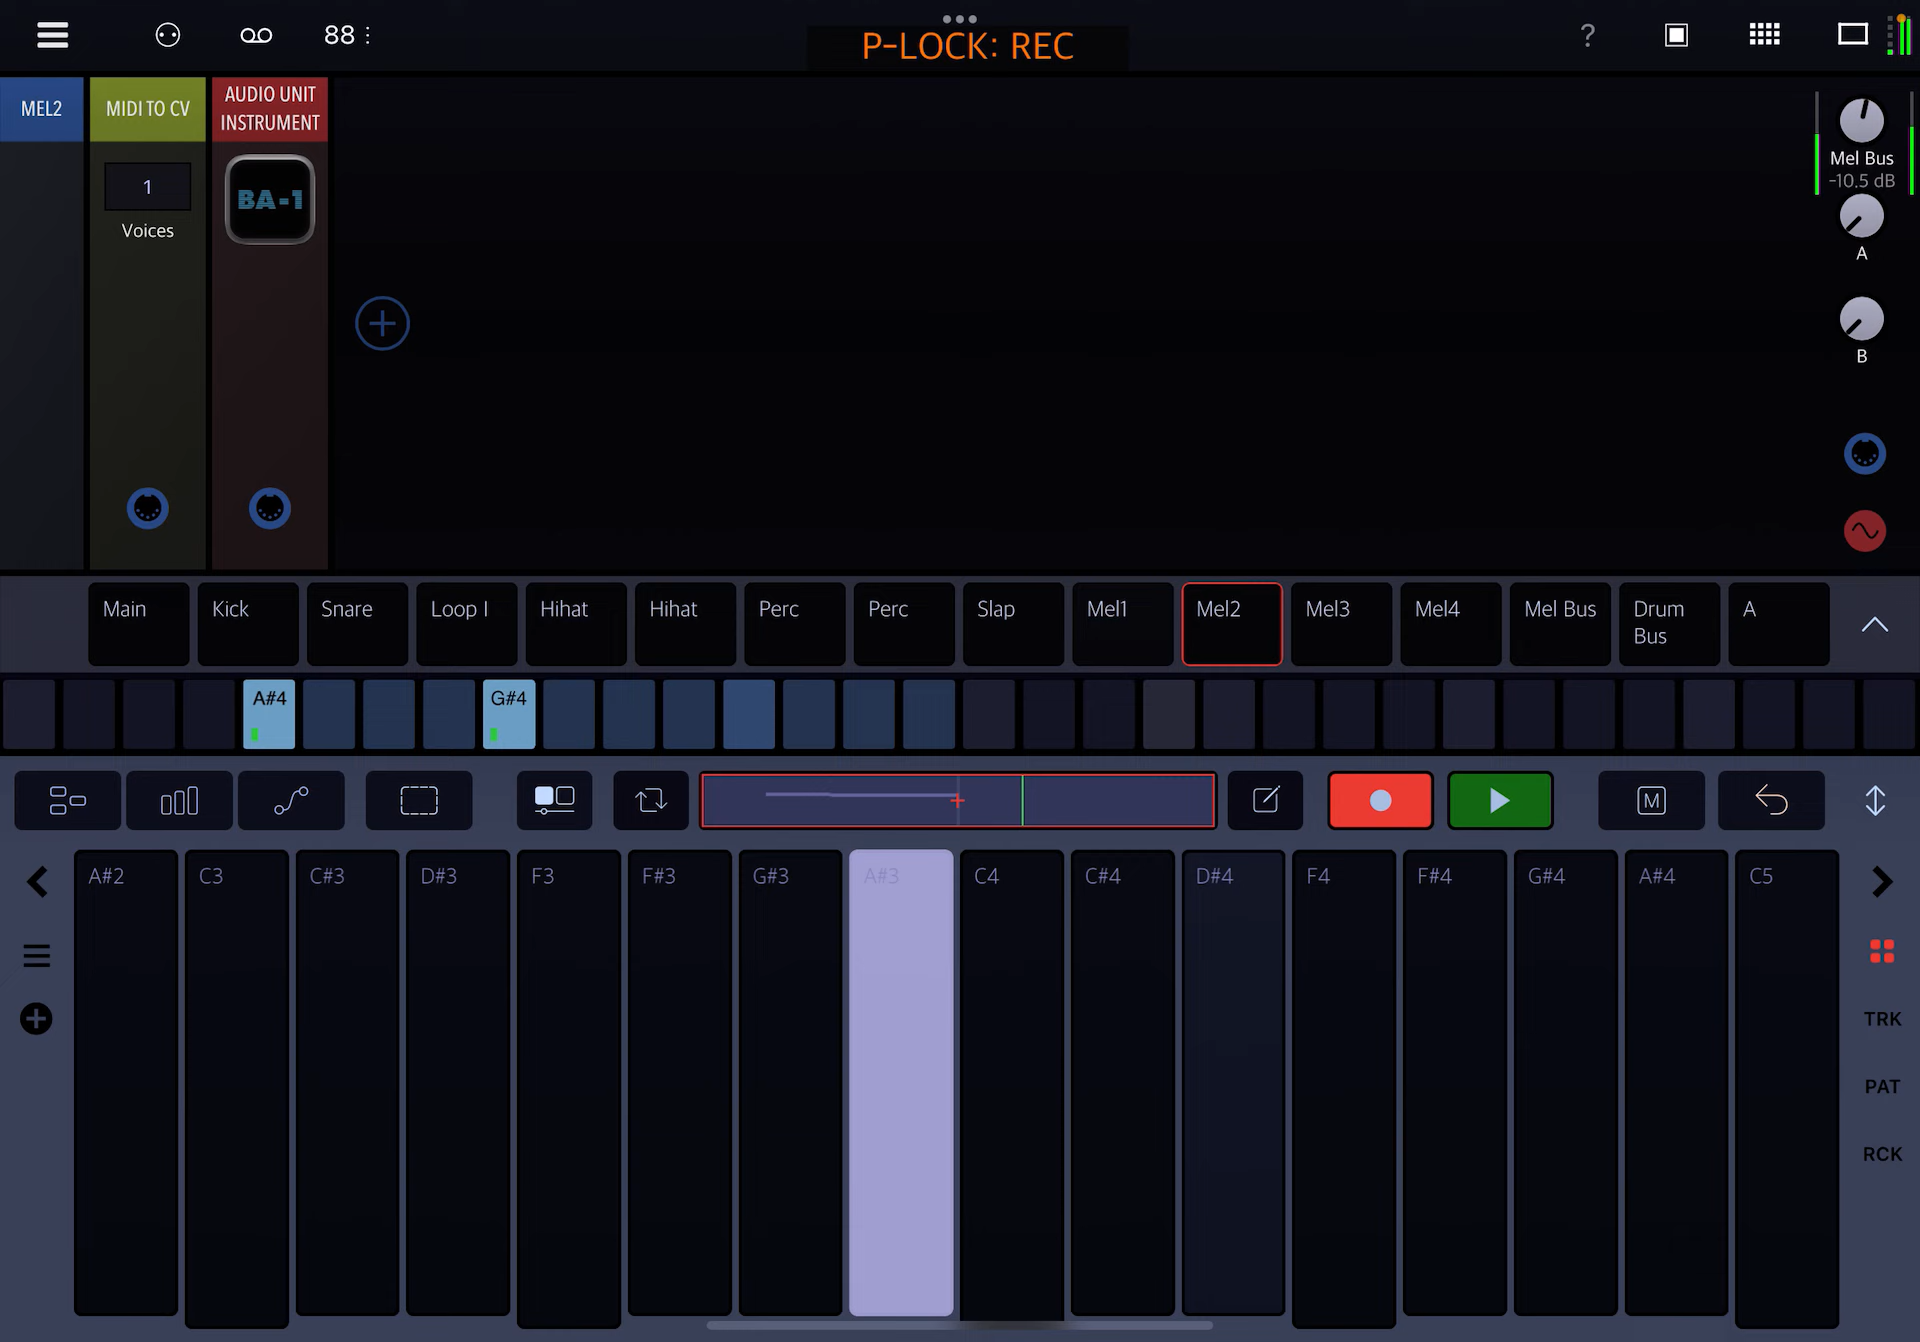 88
P-LOCK: REC
?
MEL2
MIDI TO CV
AUDIO UNIT
INSTRUMENT
1
Voices
BA-1
Mel Bus
-10.5 dB
A
B
Main
Kick
Snare
Loop I
Hihat
Hihat
Perc
Perc
Slap
Mel1
Mel2
Mel3
Mel4
Mel Bus
Drum
Bus
A
A#4
G#4
M
A#2
C3
C#3
D#3
F3
F#3
G#3
A#3
C4
C#4
D#4
F4
F#4
G#4
A#4
C5
TRK
PAT
RCK